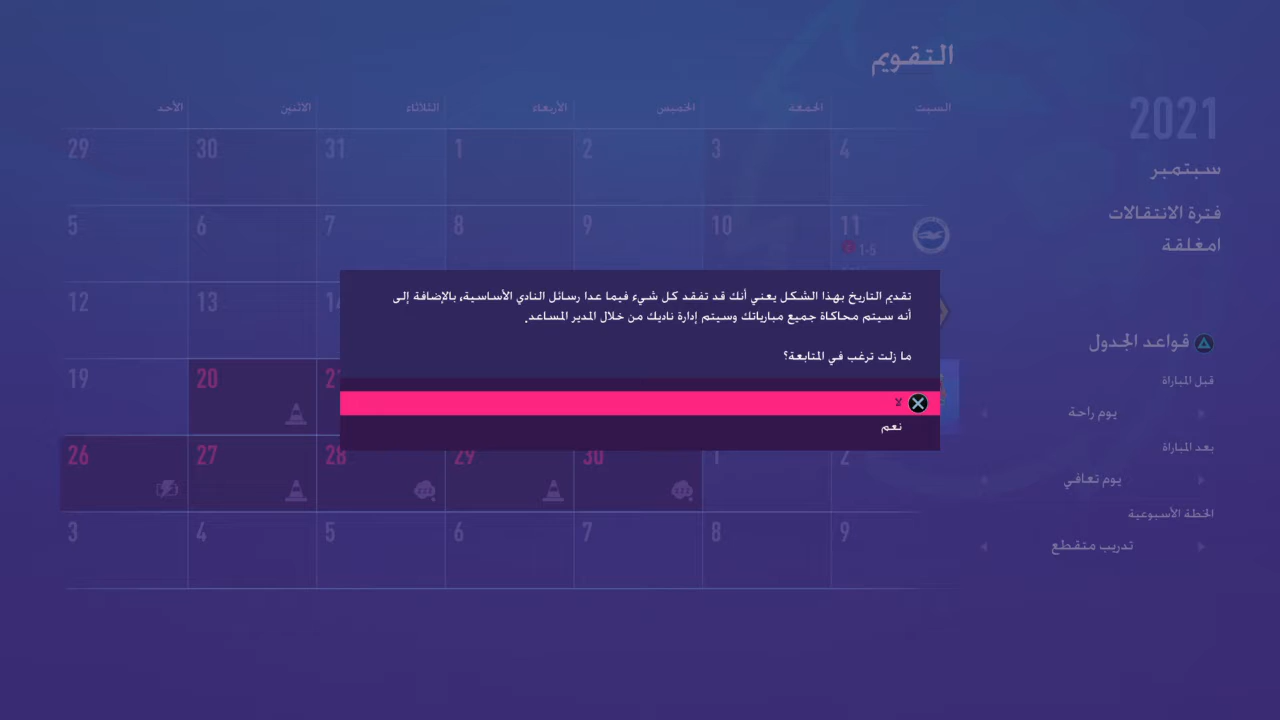 التقويم
2021
سبتمبر
فترة الانتقالات
امغلقة
السبت الجمعة الخميس الأربعاء الثلاثاء الاثنين الأحد
29 30 31 1 2 3 4
5 6 7 8 9 10 11
1-5
12 13
19 20
26 27 28 29 30 1 2
3 4 5 6 7 8 9
تقديم التاريخ بهذا الشكل يعني أنك قد تفقد كل شيء فيما عدا رسائل النادي الأساسية، بالإضافة إلى
أنه سيتم محاكاة جميع مبارياتك وسيتم إدارة ناديك من خلال المدير المساعد.
ما زلت ترغب في المتابعة؟
لا
نعم
قواعد الجدول
قبل المباراة
يوم راحة
بعد المباراة
يوم تعافي
الخطة الأسبوعية
تدريب متقطع